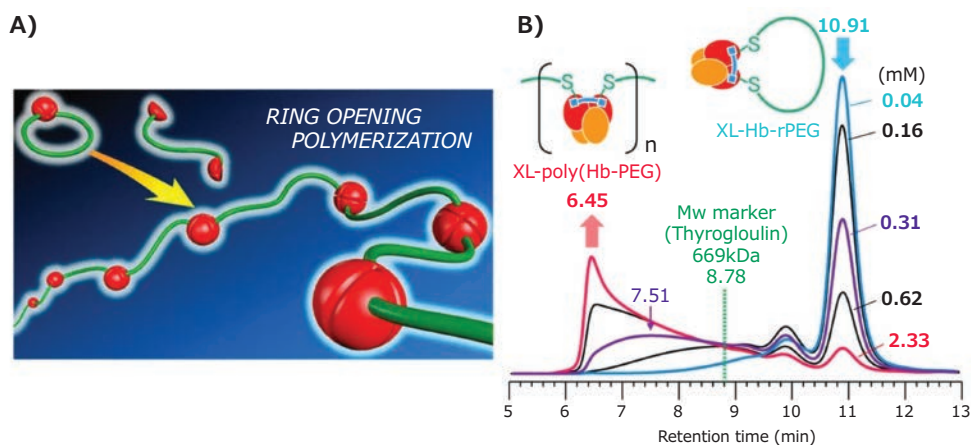 A)
RING OPENING
POLYMERIZATION
B)
10.91
(mM)
0.04
0.16
0.31
0.62
2.33
S
S
XL-Hb-rPEG
S
S
n
XL-poly(Hb-PEG)
6.45
7.51
Mw marker
(Thyrogloulin)
669kDa
8.78
5 6 7 8 9 10 11 12 13
Retention time (min)